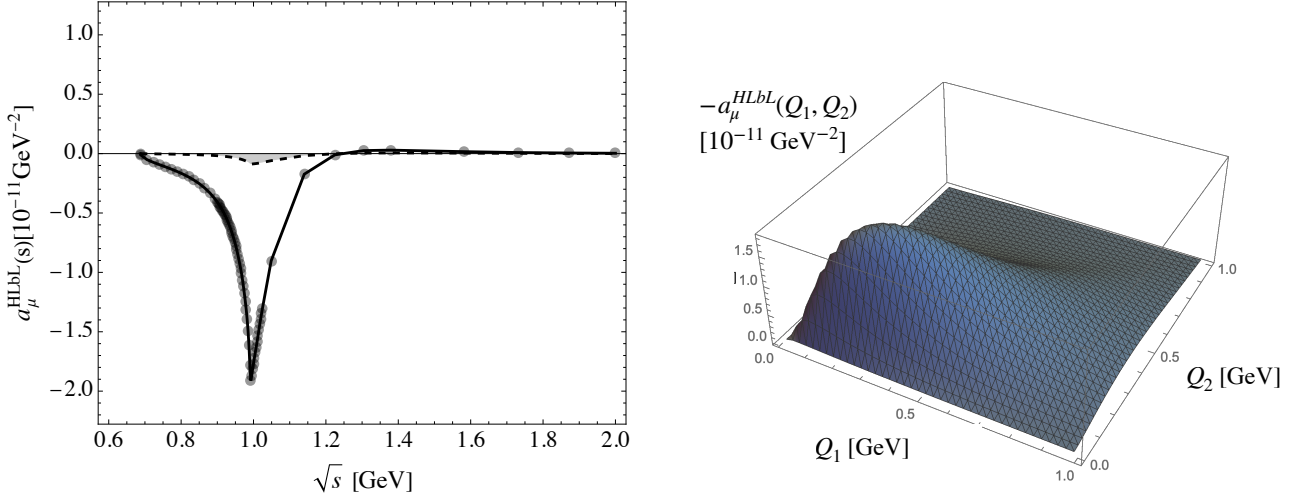 1.0
0.5
0.0
−0.5
−1.0
−1.5
−2.0
a_μ^{HLbL}(s)[10^{−11}GeV^{−2}]
0.6 0.8 1.0 1.2 1.4 1.6 1.8 2.0
√s [GeV]
−a_μ^{HLbL}(Q_1, Q_2)
[10^{−11} GeV^{−2}]
1.5
1.0
0.5
0.0
0.0
0.5
1.0
Q_1 [GeV]
0.0
0.5
1.0
Q_2 [GeV]